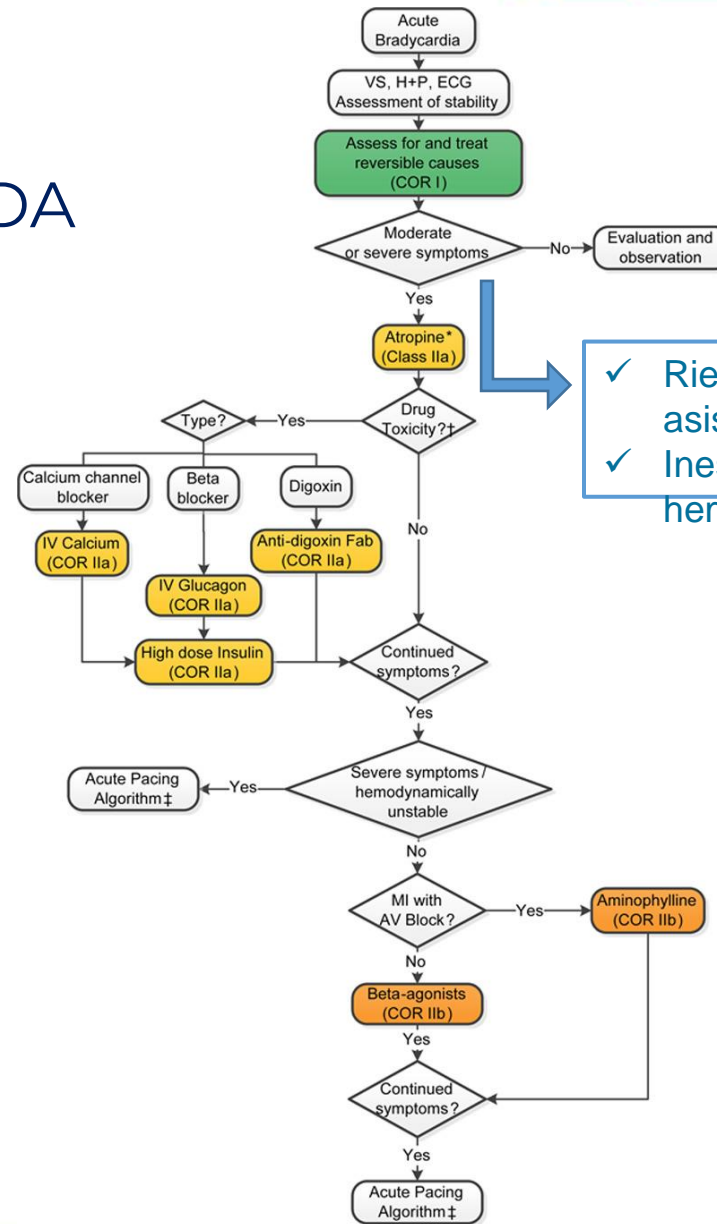 DA
Acute
Bradycardia
VS, H+P, ECG
Assessment of stability
Assess for and treat
reversible causes
(COR I)
Moderate
or severe symptoms
No
Evaluation and
observation
Yes
Atropine*
(Class IIa)
✓ Rie
asis
✓ Ine
her
Drug
Toxicity?‡
Yes
Type?
Calcium channel
blocker
Beta
blocker
Digoxin
No
IV Calcium
(COR IIa)
Anti-digoxin Fab
(COR IIa)
IV Glucagon
(COR IIa)
High dose Insulin
(COR IIa)
Continued
symptoms?
Yes
Severe symptoms /
hemodynamically
unstable
Yes
Acute Pacing
Algorithm‡
No
MI with
AV Block?
Yes
Aminophylline
(COR IIb)
No
Beta-agonists
(COR IIb)
Yes
Continued
symptoms?
Yes
Acute Pacing
Algorithm‡